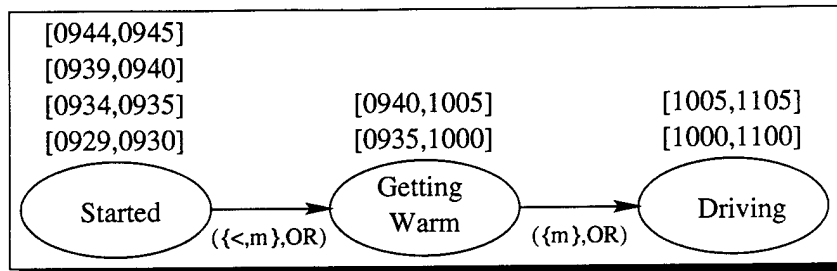 [0944,0945]
[0939,0940]
[0934,0935]
[0929,0930]
[0940,1005]
[0935,1000]
[1005,1105]
[1000,1100]
Started
({<,m},OR)
Getting
Warm
({m},OR)
Driving